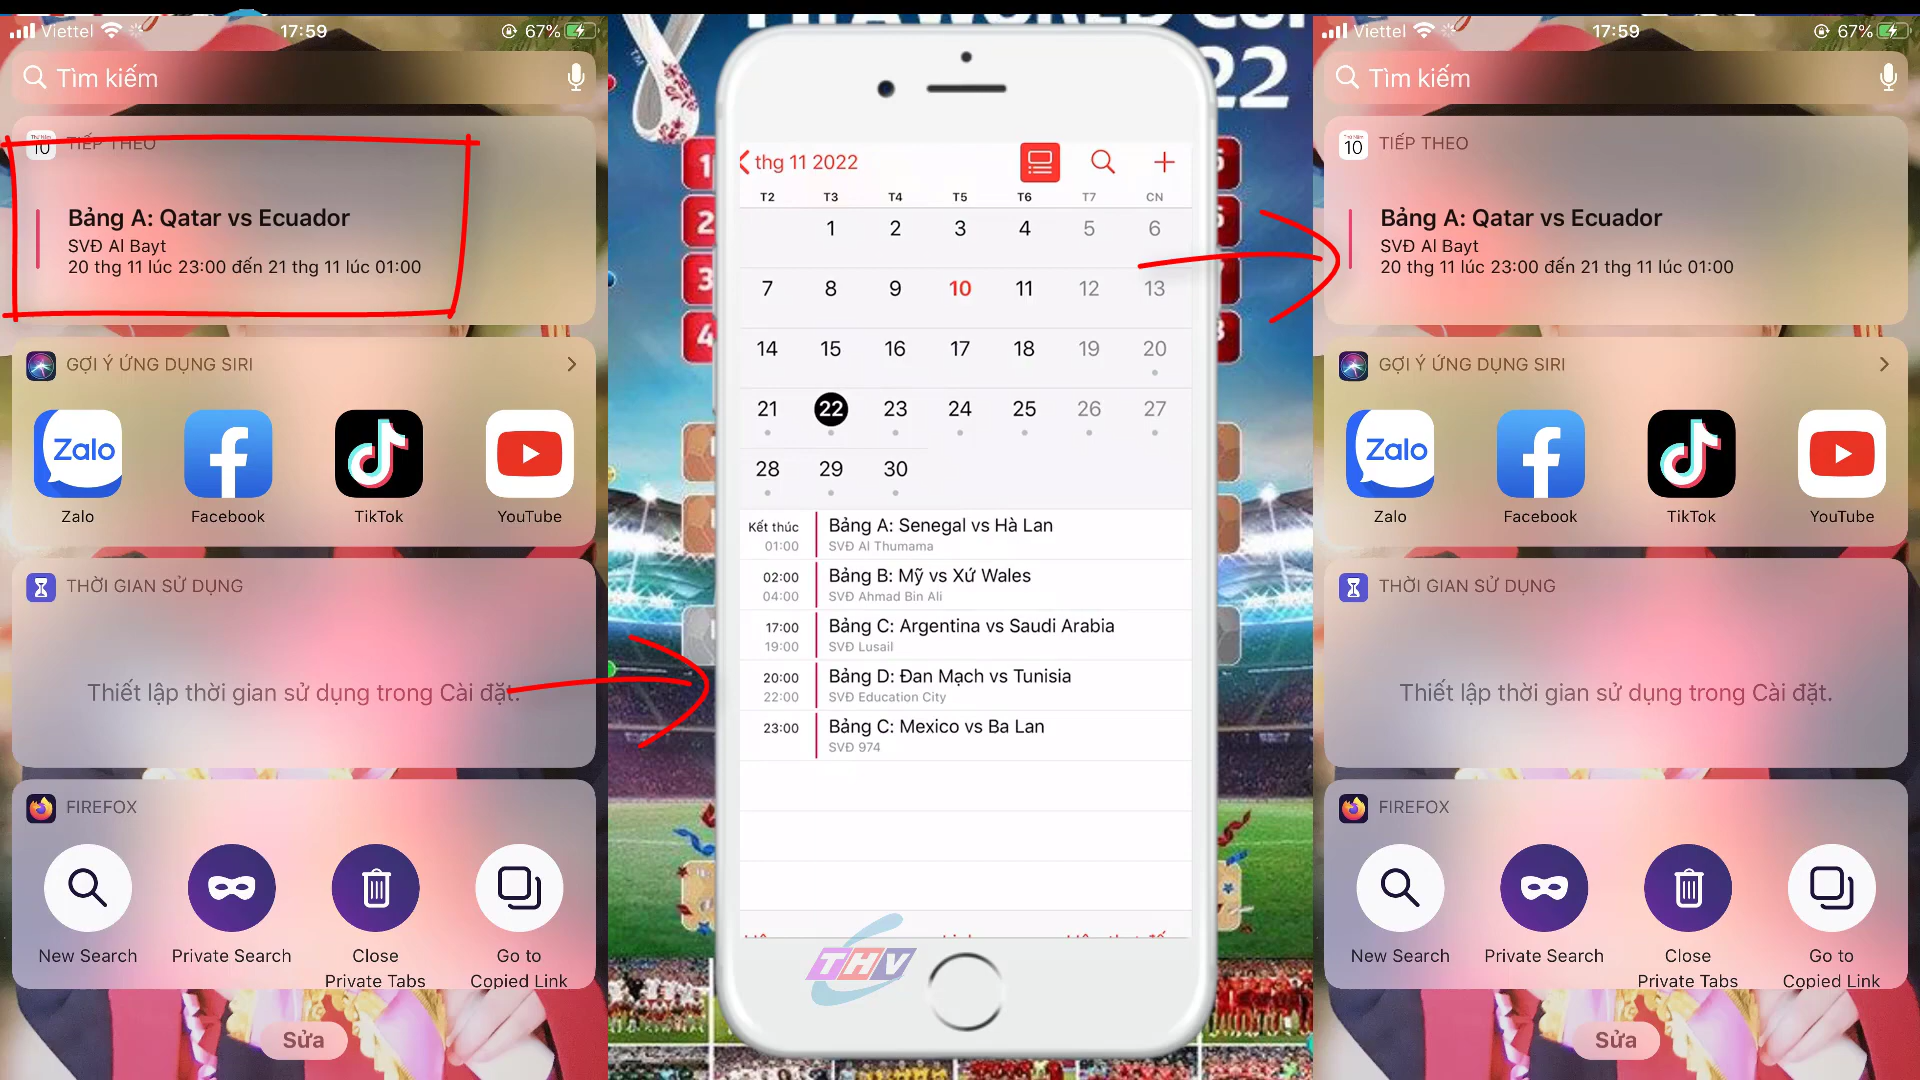 Viettel 17:59 67%
Tìm kiếm
Thứ Năm
10
TIẾP THEO
Bảng A: Qatar vs Ecuador
SVĐ Al Bayt
20 thg 11 lúc 23:00 đến 21 thg 11 lúc 01:00
GỢI Ý ỨNG DỤNG SIRI
Zalo
Zalo Facebook TikTok YouTube
THỜI GIAN SỬ DỤNG
Thiết lập thời gian sử dụng trong Cài đặt.
FIREFOX
New Search Private Search Close Go to
Private Tabs Copied Link
Sửa
22
thg 11 2022
T2 T3 T4 T5 T6 T7 CN
1 2 3 4 5 6
7 8 9 10 11 12 13
14 15 16 17 18 19 20
21 22 23 24 25 26 27
28 29 30
Kết thúc Bảng A: Senegal vs Hà Lan
01:00 SVĐ Al Thumama
02:00 Bảng B: Mỹ vs Xứ Wales
04:00 SVĐ Ahmad Bin Ali
17:00 Bảng C: Argentina vs Saudi Arabia
19:00 SVĐ Lusail
20:00 Bảng D: Đan Mạch vs Tunisia
22:00 SVĐ Education City
23:00 Bảng C: Mexico vs Ba Lan
SVĐ 974
THV
Viettel 17:59 67%
Tìm kiếm
Thứ Năm
10
TIẾP THEO
Bảng A: Qatar vs Ecuador
SVĐ Al Bayt
20 thg 11 lúc 23:00 đến 21 thg 11 lúc 01:00
GỢI Ý ỨNG DỤNG SIRI
Zalo
Zalo Facebook TikTok YouTube
THỜI GIAN SỬ DỤNG
Thiết lập thời gian sử dụng trong Cài đặt.
FIREFOX
New Search Private Search Close Go to
Private Tabs Copied Link
Sửa